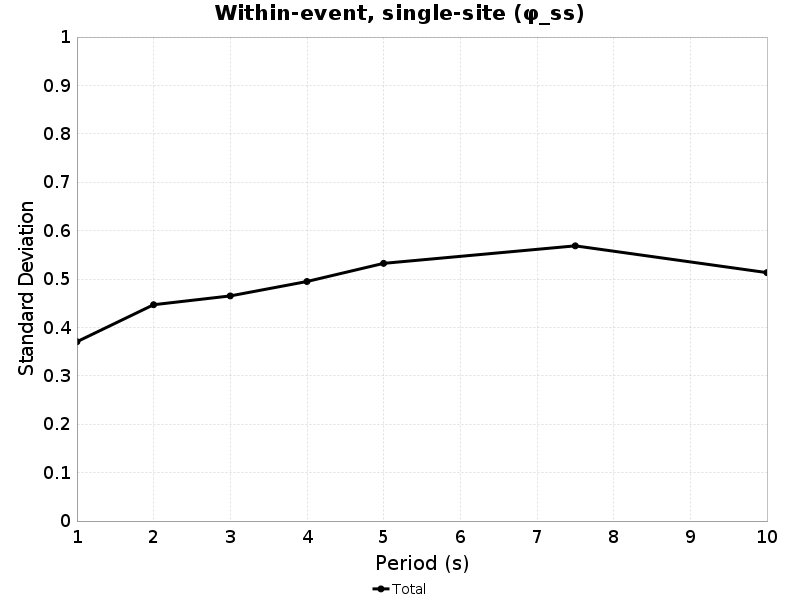 Within-event, single-site (φ_ss)
1
0.9
0.8
0.7
0.6
0.5
0.4
0.3
0.2
0.1
0
Standard Deviation
1 2 3 4 5 6 7 8 9 10
Period (s)
Total